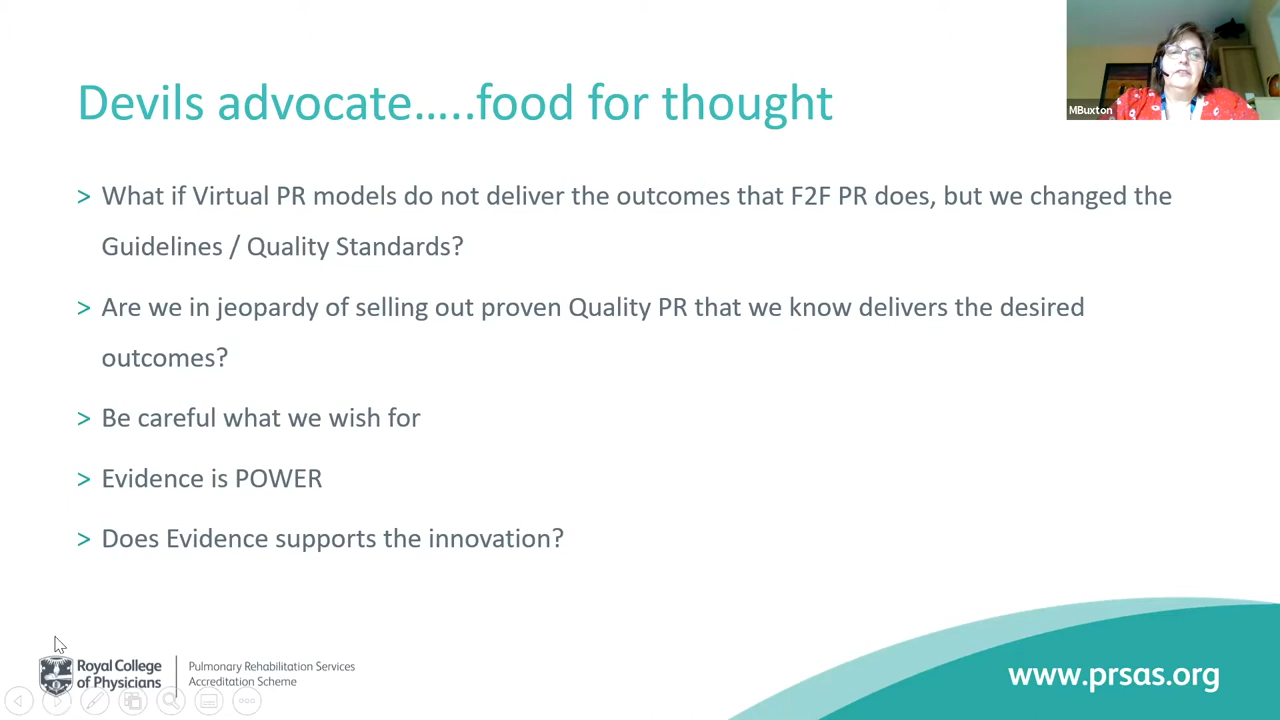 MBuxton
Devils advocate…..food for thought
> What if Virtual PR models do not deliver the outcomes that F2F PR does, but we changed the
Guidelines / Quality Standards?
> Are we in jeopardy of selling out proven Quality PR that we know delivers the desired
outcomes?
> Be careful what we wish for
> Evidence is POWER
> Does Evidence supports the innovation?
Royal College
of Physicians
Pulmonary Rehabilitation Services
Accreditation Scheme
www.prsas.org